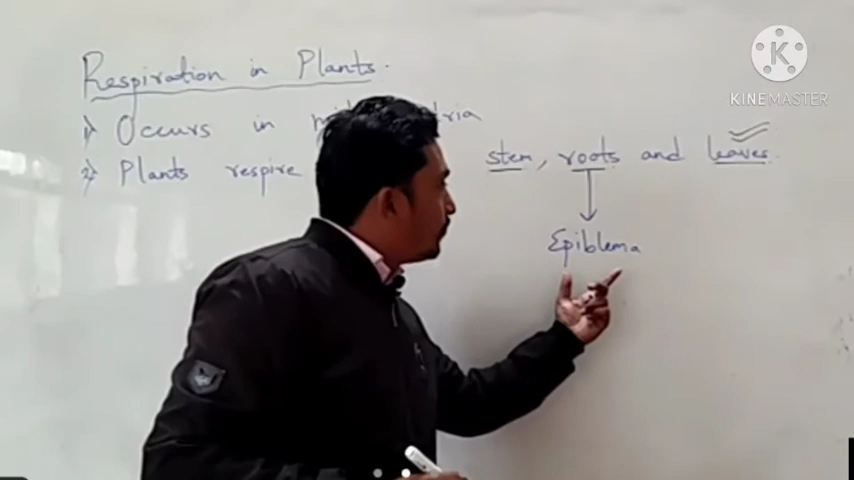 Respiration in Plants.
1) Occurs in
2) Plants respire stem, roots and leaves.
Epiblema
K
KINEMASTER